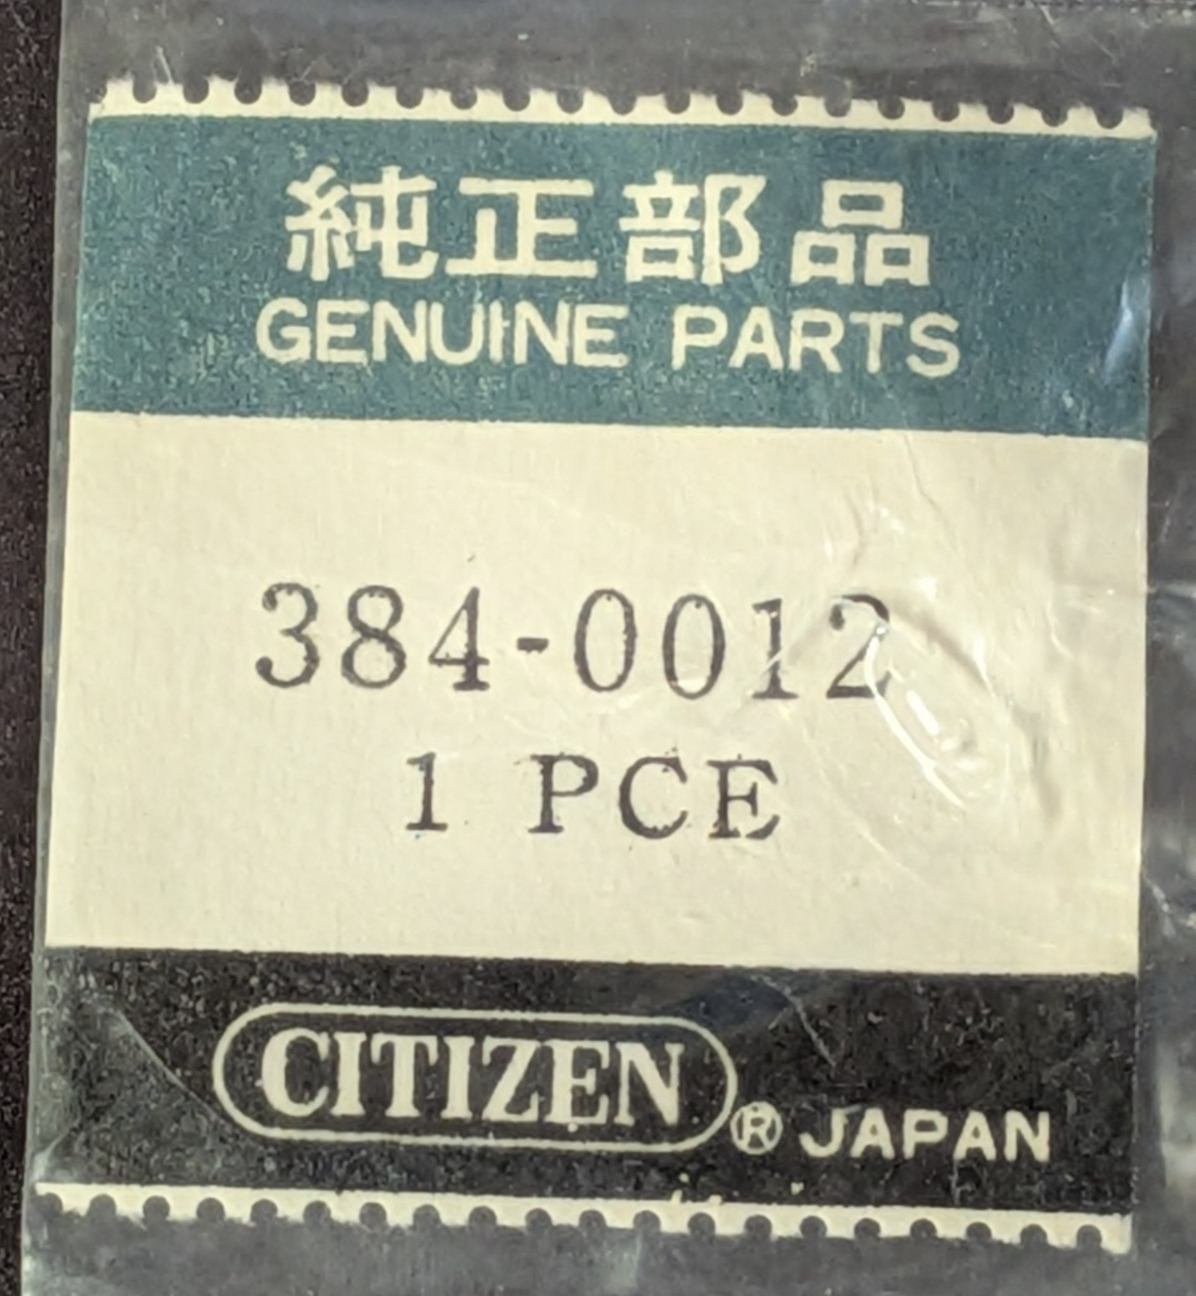 純正部品
GENUINE PARTS
384-0012
1 PCE
CITIZEN ® JAPAN